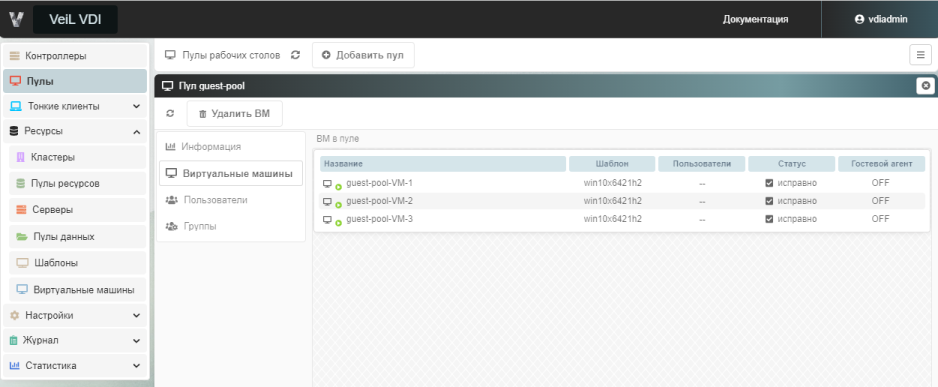 VeiL VDI
Документация
vdiadmin
Контроллеры
Пулы
Тонкие клиенты
Ресурсы
Кластеры
Пулы ресурсов
Серверы
Пулы данных
Шаблоны
Виртуальные машины
Настройки
Журнал
Статистика
Пулы рабочих столов
Добавить пул
Пул guest-pool
Удалить ВМ
Информация
Виртуальные машины
Пользователи
Группы
ВМ в пуле
Название Шаблон Пользователи Статус Гостевой агент
guest-pool-VM-1 win10x6421h2 -- исправно OFF
guest-pool-VM-2 win10x6421h2 -- исправно OFF
guest-pool-VM-3 win10x6421h2 -- исправно OFF